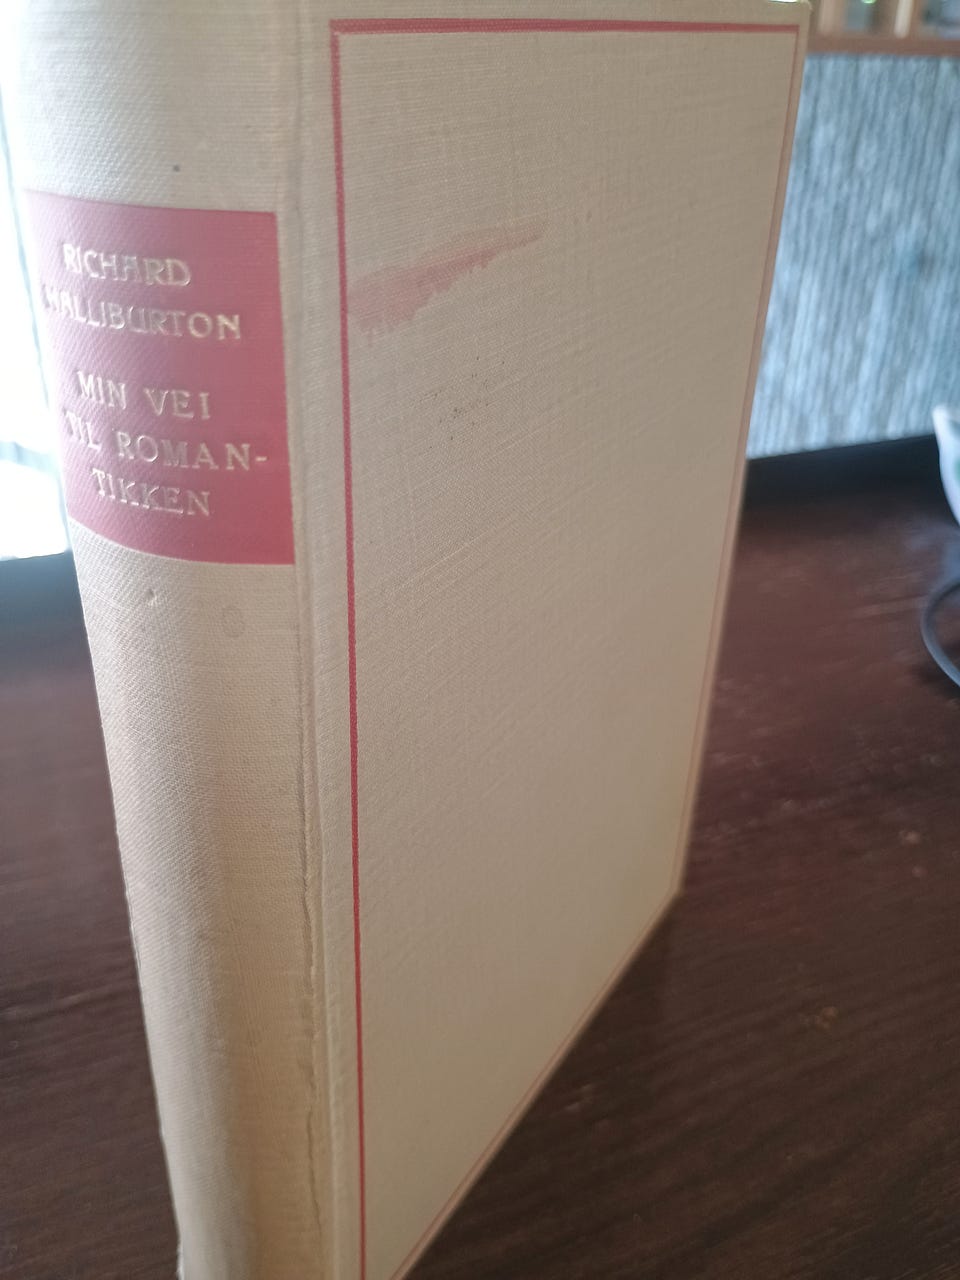 RICHARD
HALLIBURTON
MIN VEI
TIL ROMAN-
TIKKEN